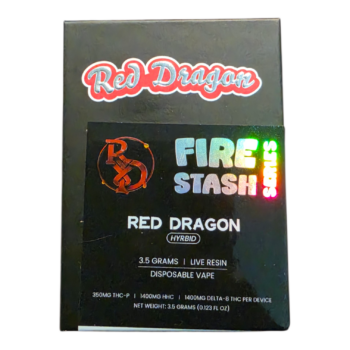 Red Dragon
RXD
FIRE
STASH
SERIES
RED DRAGON
HYRBID
3.5 GRAMS | LIVE RESIN
DISPOSABLE VAPE
350MG THC-P | 1400MG HHC | 1400MG DELTA-8 THC PER DEVICE
NET WEIGHT: 3.5 GRAMS (0.123 FL OZ)